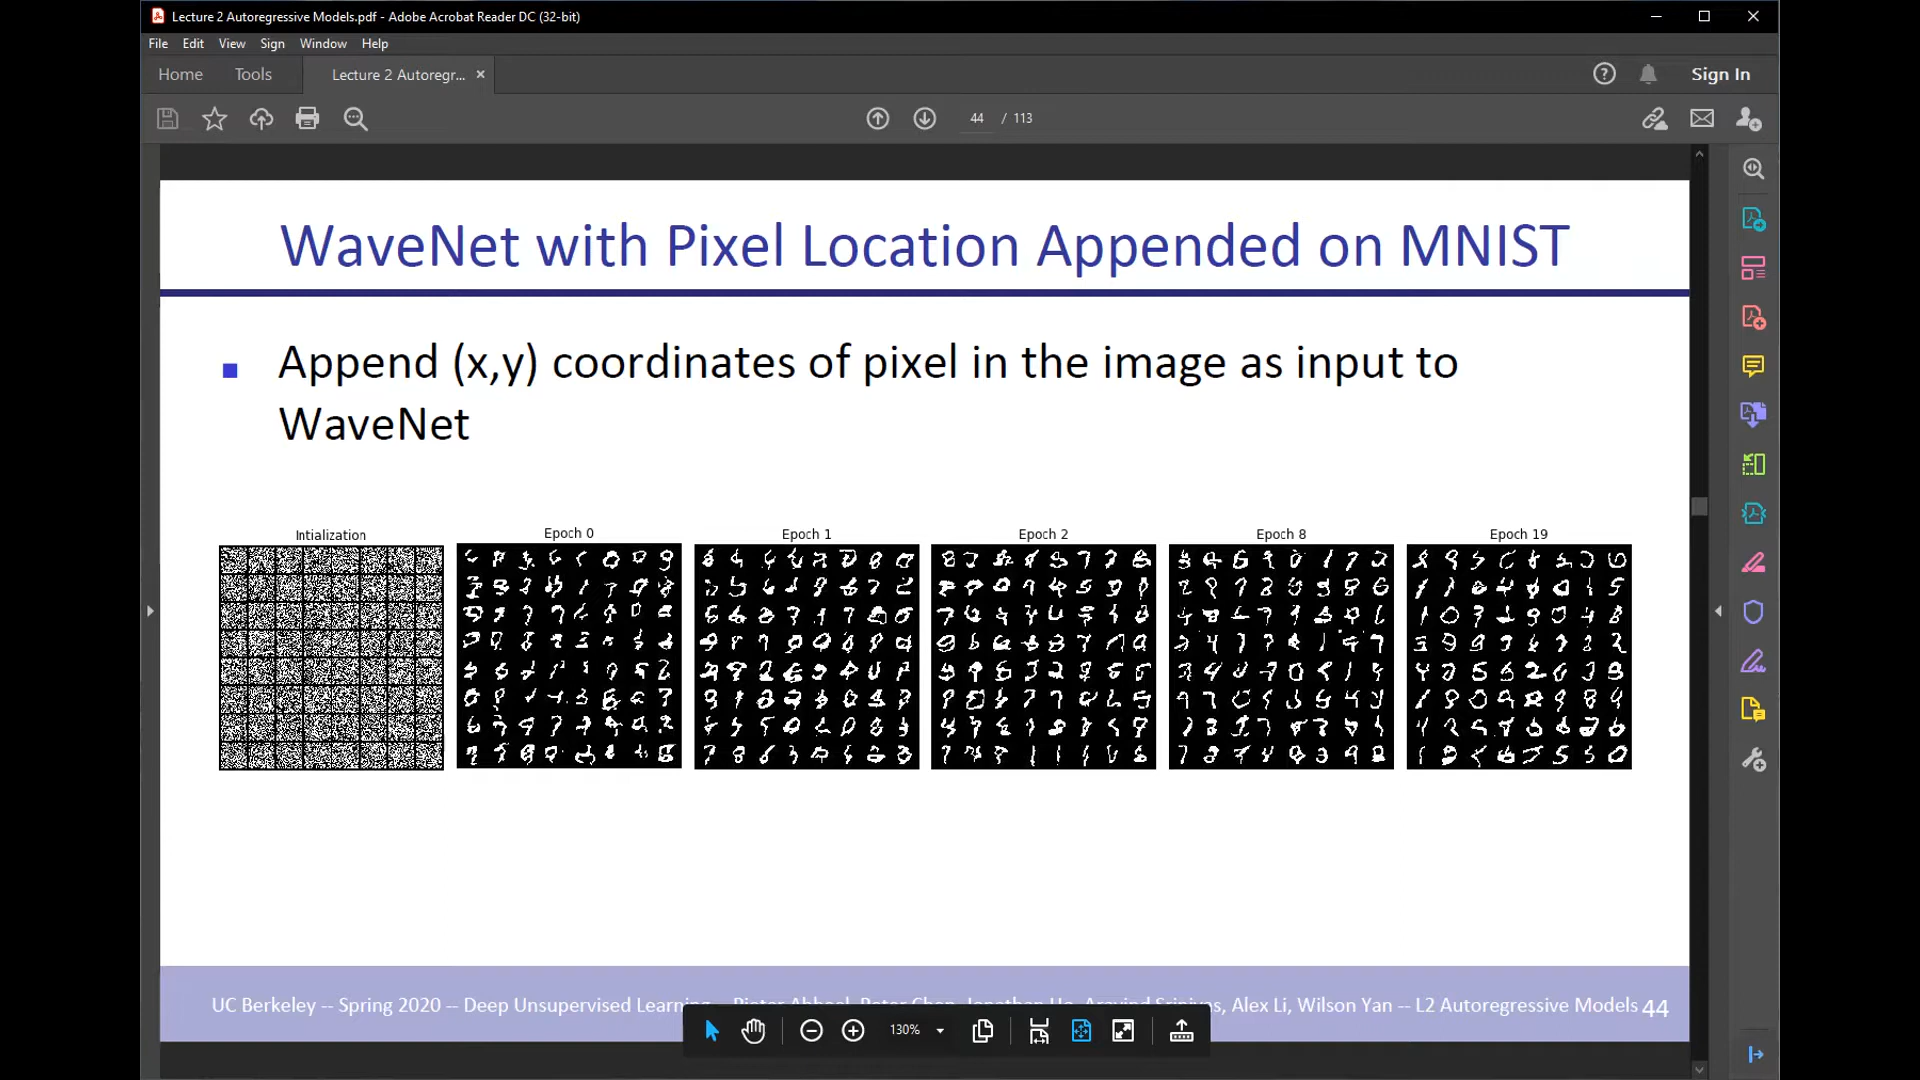 Lecture 2 Autoregressive Models.pdf - Adobe Acrobat Reader DC (32-bit)
File Edit View Sign Window Help
Home Tools Lecture 2 Autoregr... ×
Sign In
44 / 113
WaveNet with Pixel Location Appended on MNIST
Append (x,y) coordinates of pixel in the image as input to
WaveNet
Intialization Epoch 0 Epoch 1 Epoch 2 Epoch 8 Epoch 19
UC Berkeley -- Spring 2020 -- Deep Unsupervised Learning Alex Li, Wilson Yan -- L2 Autoregressive Models 44
130%